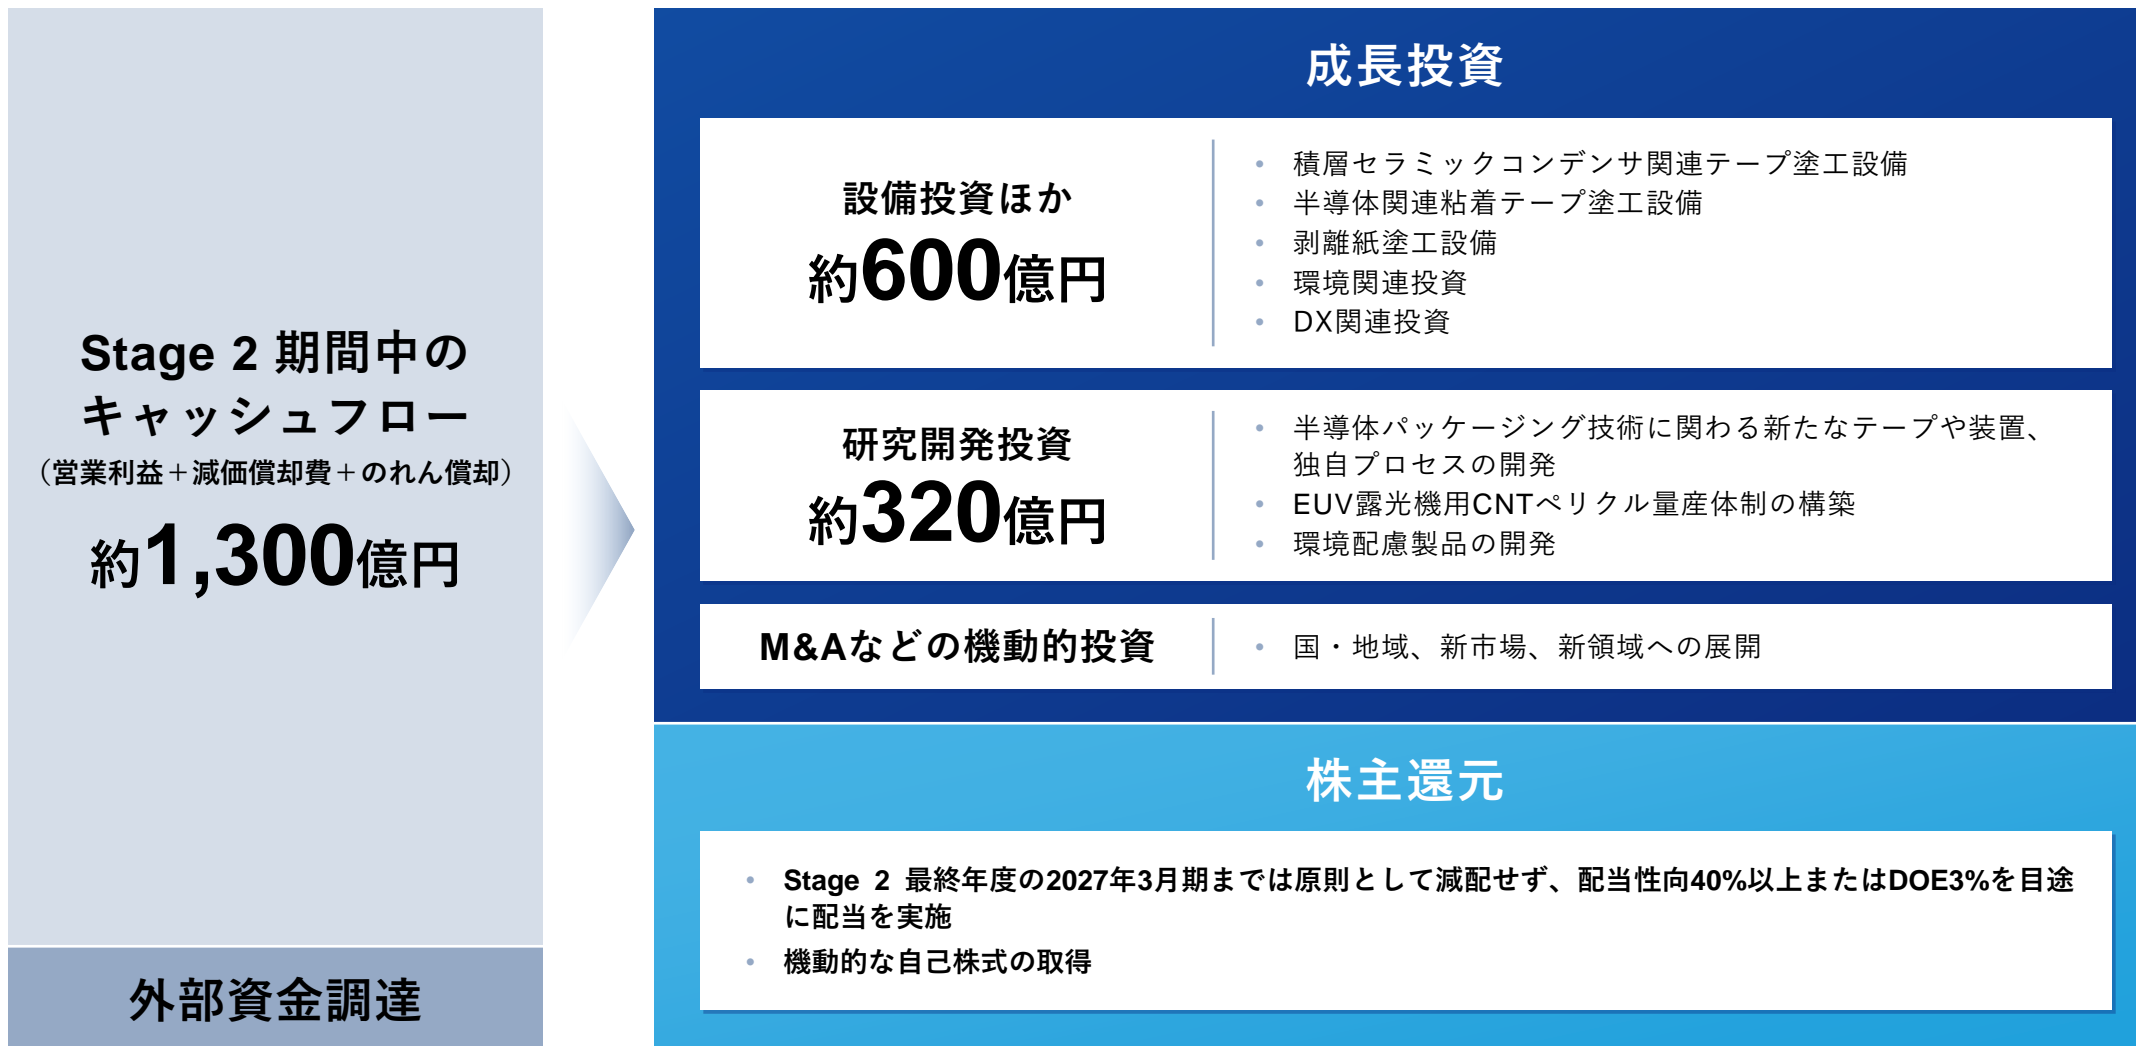 Stage 2 期間中の
キャッシュフロー
（営業利益＋減価償却費＋のれん償却）
約1,300億円
外部資金調達
成長投資
設備投資ほか
約600億円
• 積層セラミックコンデンサ関連テープ塗工設備
• 半導体関連粘着テープ塗工設備
• 剥離紙塗工設備
• 環境関連投資
• DX関連投資
研究開発投資
約320億円
• 半導体パッケージング技術に関わる新たなテープや装置、
独自プロセスの開発
• EUV露光機用CNTペリクル量産体制の構築
• 環境配慮製品の開発
M&Aなどの機動的投資
• 国・地域、新市場、新領域への展開
株主還元
• Stage 2 最終年度の2027年3月期までは原則として減配せず、配当性向40%以上またはDOE3%を目途
に配当を実施
• 機動的な自己株式の取得